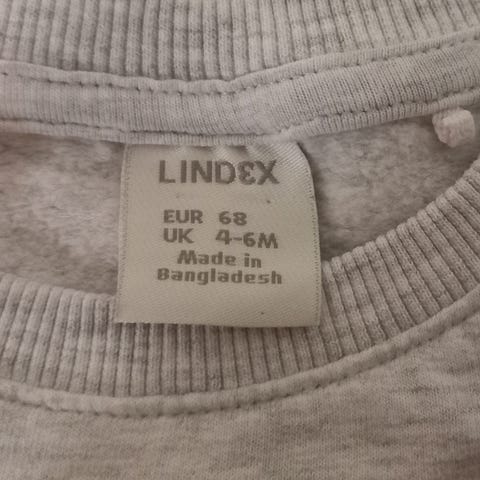 LINDEX
EUR 68
UK 4-6M
Made in
Bangladesh